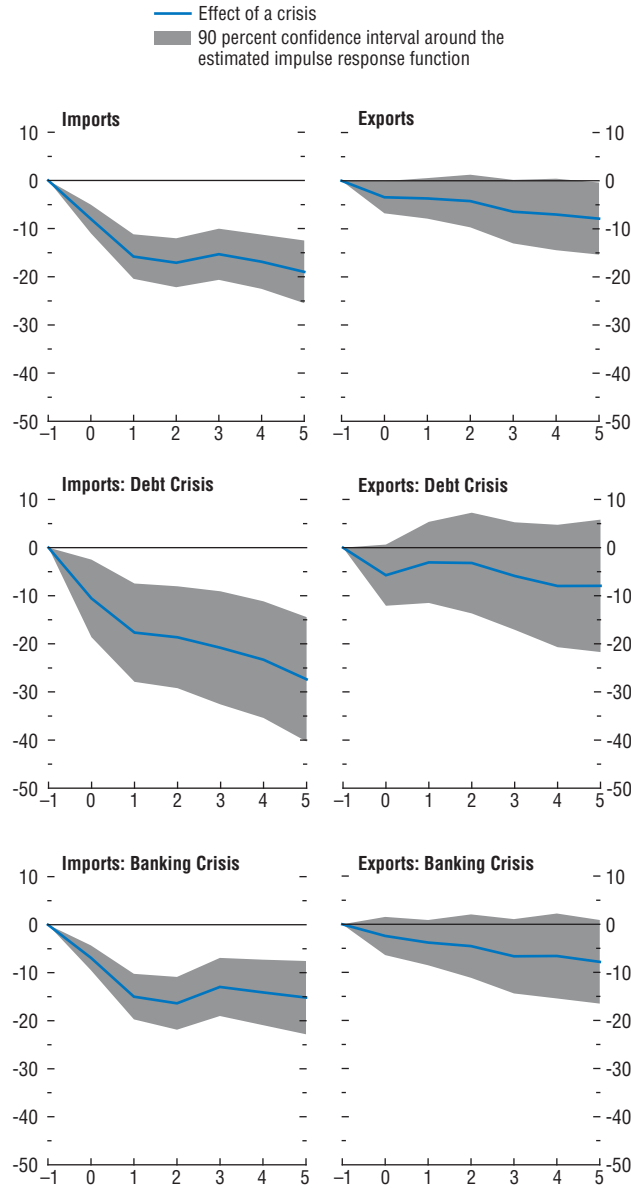 Effect of a crisis
90 percent confidence interval around the
estimated impulse response function
Imports
10
0
-10
-20
-30
-40
-50
–1 0 1 2 3 4 5
Exports
10
0
-10
-20
-30
-40
-50
–1 0 1 2 3 4 5
Imports: Debt Crisis
10
0
-10
-20
-30
-40
-50
–1 0 1 2 3 4 5
Exports: Debt Crisis
10
0
-10
-20
-30
-40
-50
–1 0 1 2 3 4 5
Imports: Banking Crisis
10
0
-10
-20
-30
-40
-50
–1 0 1 2 3 4 5
Exports: Banking Crisis
10
0
-10
-20
-30
-40
-50
–1 0 1 2 3 4 5